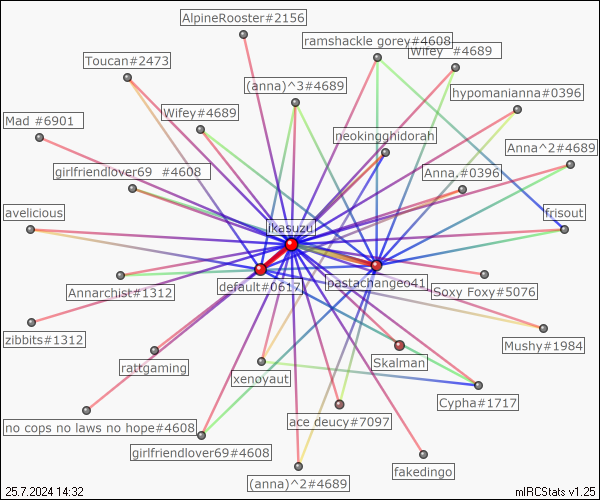 AlpineRooster#2156
ramshackle gorey#4608
Wifey #4689
Toucan#2473
(anna)^3#4689
hypomanianna#0396
Wifey#4689
Mad #6901
neokingghidorah
Anna^2#4689
girlfriendlover69 #4608
Anna,#0396
avelicious
frisout
ikasuzu
Annarchist#1312
default#0617
pastachangeo41
Soxy Foxy#5076
zibbits#1312
Mushy#1984
rattgaming
xenoyaut
Skalman
Cypha#1717
no cops no laws no hope#4608
ace deucy#7097
girlfriendlover69#4608
fakedingo
(anna)^2#4689
25.7.2024 14:32
mIRCStats v1.25